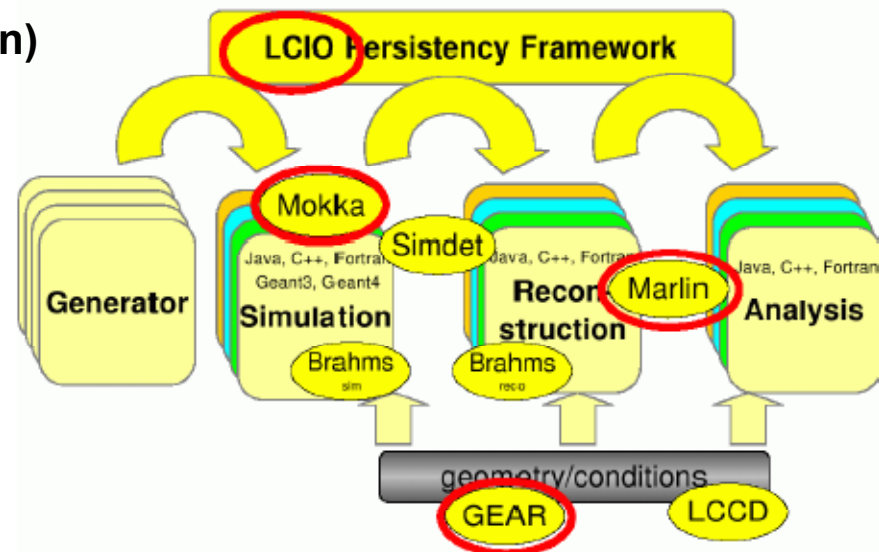 n)
LCIO Persistency Framework
Mokka
Simdet
Java, C++, Fortran
Geant3, Geant4
Simulation
Brahms
sim
Generator
Java, C++, Fortran
Recon-
struction
Brahms
reco
Marlin
Java, C++, Fortran
Analysis
geometry/conditions
GEAR
LCCD